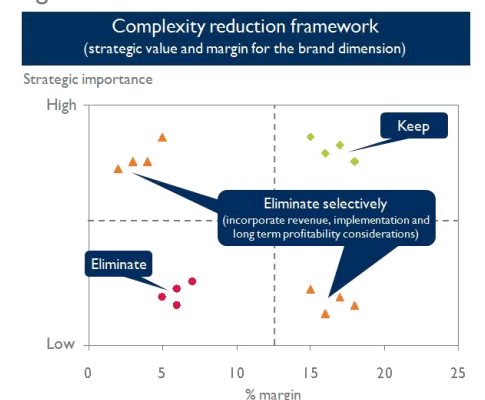 Complexity reduction framework
(strategic value and margin for the brand dimension)
Strategic importance
High
Keep
Eliminate selectively
(incorporate revenue, implementation and
long term profitability considerations)
Eliminate
Low
0 5 10 15 20 25
% margin